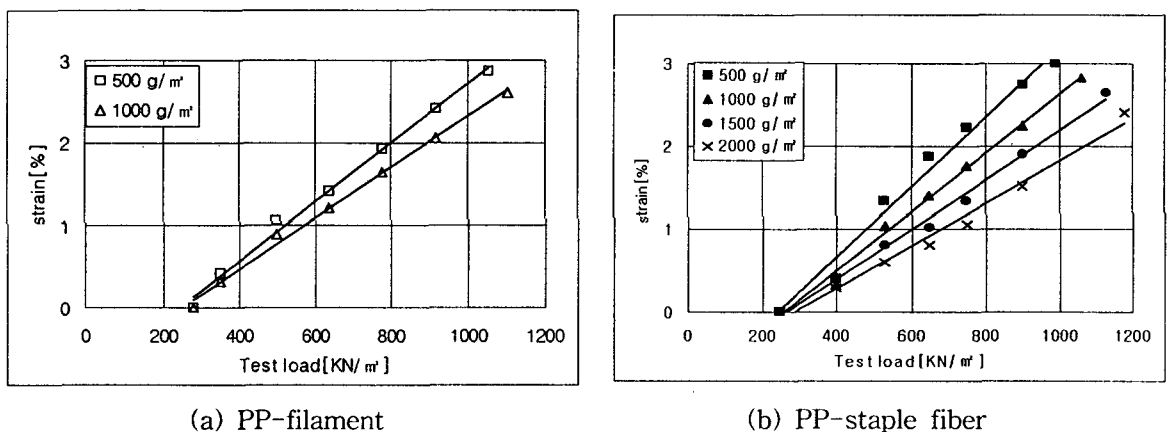 3
2
1
0
strain[%]
□ 500 g/㎡
△ 1000 g/㎡
0 200 400 600 800 1000 1200
Test load[KN/㎡]
(a) PP-filament
3
2
1
0
strain[%]
■ 500 g/㎡
▲ 1000 g/㎡
● 1500 g/㎡
× 2000 g/㎡
0 200 400 600 800 1000 1200
Test load[KN/㎡]
(b) PP-staple fiber